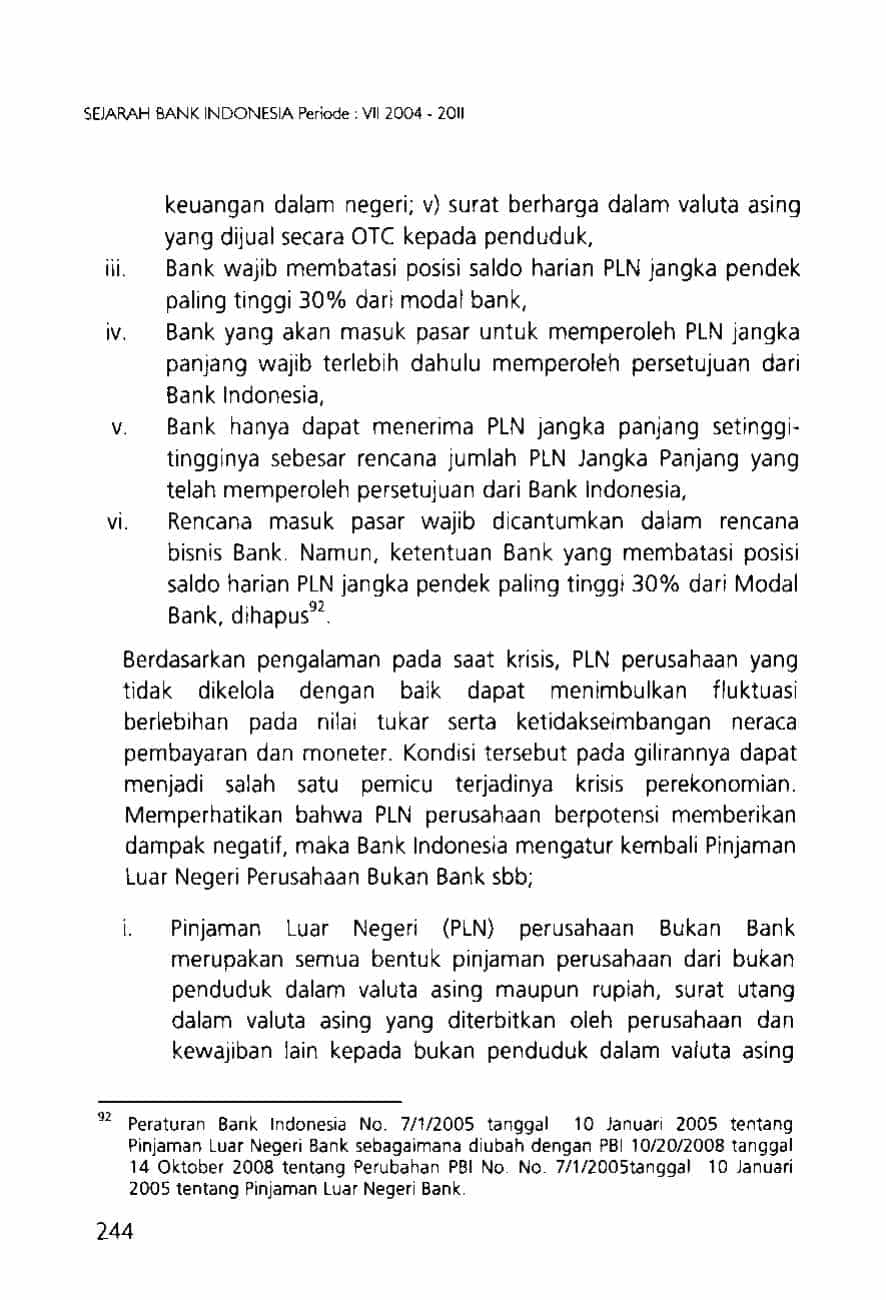 SEJARAH BANK INDONESIA Periode : VII 2004 - 2011
keuangan dalam negeri; v) surat berharga dalam valuta asing
yang dijual secara OTC kepada penduduk,
iii. Bank wajib membatasi posisi saldo harian PLN jangka pendek
paling tinggi 30% dari modal bank,
iv. Bank yang akan masuk pasar untuk memperoleh PLN jangka
panjang wajib terlebih dahulu memperoleh persetujuan dari
Bank Indonesia,
v. Bank hanya dapat menerima PLN jangka panjang setinggi-
tingginya sebesar rencana jumlah PLN Jangka Panjang yang
telah memperoleh persetujuan dari Bank Indonesia,
vi. Rencana masuk pasar wajib dicantumkan dalam rencana
bisnis Bank. Namun, ketentuan Bank yang membatasi posisi
saldo harian PLN jangka pendek paling tinggi 30% dari Modal
Bank, dihapus92.
Berdasarkan pengalaman pada saat krisis, PLN perusahaan yang
tidak dikelola dengan baik dapat menimbulkan fluktuasi
berlebihan pada nilai tukar serta ketidakseimbangan neraca
pembayaran dan moneter. Kondisi tersebut pada gilirannya dapat
menjadi salah satu pemicu terjadinya krisis perekonomian.
Memperhatikan bahwa PLN perusahaan berpotensi memberikan
dampak negatif, maka Bank Indonesia mengatur kembali Pinjaman
Luar Negeri Perusahaan Bukan Bank sbb;
i. Pinjaman Luar Negeri (PLN) perusahaan Bukan Bank
merupakan semua bentuk pinjaman perusahaan dari bukan
penduduk dalam valuta asing maupun rupiah, surat utang
dalam valuta asing yang diterbitkan oleh perusahaan dan
kewajiban lain kepada bukan penduduk dalam valuta asing
92 Peraturan Bank Indonesia No. 7/1/2005 tanggal 10 Januari 2005 tentang
Pinjaman Luar Negeri Bank sebagaimana diubah dengan PBI 10/20/2008 tanggal
14 Oktober 2008 tentang Perubahan PBI No. No. 7/1/2005tanggal 10 Januari
2005 tentang Pinjaman Luar Negeri Bank.
244